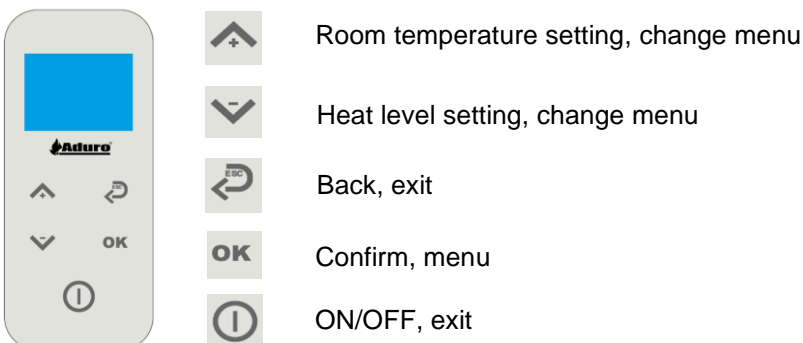 +
Room temperature setting, change menu
-
Heat level setting, change menu
Aduro
ESC
Back, exit
+
ESC
-
OK
OK
Confirm, menu
ON/OFF, exit